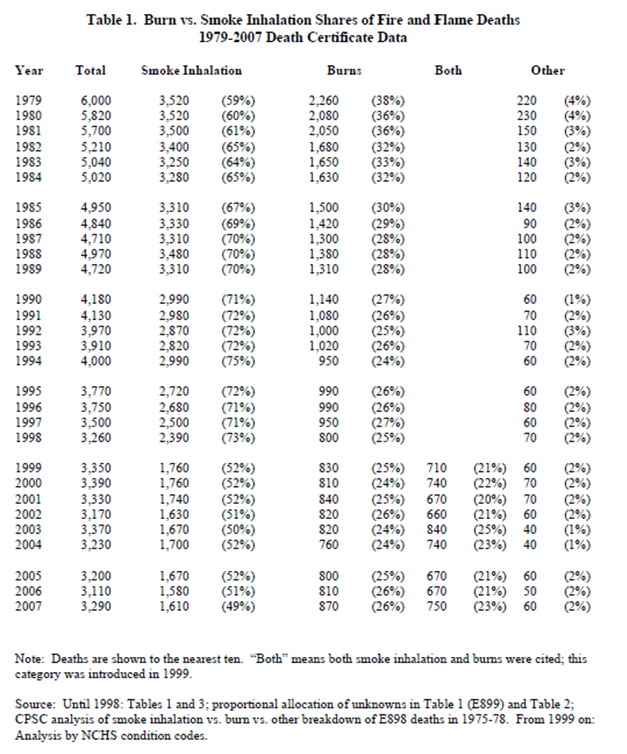 Table 1. Burn vs. Smoke Inhalation Shares of Fire and Flame Deaths
1979-2007 Death Certificate Data
Year Total Smoke Inhalation Burns Both Other
1979 6,000 3,520 (59%) 2,260 (38%) 220 (4%)
1980 5,820 3,520 (60%) 2,080 (36%) 230 (4%)
1981 5,700 3,500 (61%) 2,050 (36%) 150 (3%)
1982 5,210 3,400 (65%) 1,680 (32%) 130 (2%)
1983 5,040 3,250 (64%) 1,650 (33%) 140 (3%)
1984 5,020 3,280 (65%) 1,630 (32%) 120 (2%)
1985 4,950 3,310 (67%) 1,500 (30%) 140 (3%)
1986 4,840 3,330 (69%) 1,420 (29%) 90 (2%)
1987 4,710 3,310 (70%) 1,300 (28%) 100 (2%)
1988 4,970 3,480 (70%) 1,380 (28%) 110 (2%)
1989 4,720 3,310 (70%) 1,310 (28%) 100 (2%)
1990 4,180 2,990 (71%) 1,140 (27%) 60 (1%)
1991 4,130 2,980 (72%) 1,080 (26%) 70 (2%)
1992 3,970 2,870 (72%) 1,000 (25%) 110 (3%)
1993 3,910 2,820 (72%) 1,020 (26%) 70 (2%)
1994 4,000 2,990 (75%) 950 (24%) 60 (2%)
1995 3,770 2,720 (72%) 990 (26%) 60 (2%)
1996 3,750 2,680 (71%) 990 (26%) 80 (2%)
1997 3,500 2,500 (71%) 950 (27%) 60 (2%)
1998 3,260 2,390 (73%) 800 (25%) 70 (2%)
1999 3,350 1,760 (52%) 830 (25%) 710 (21%) 60 (2%)
2000 3,390 1,760 (52%) 810 (24%) 740 (22%) 70 (2%)
2001 3,330 1,740 (52%) 840 (25%) 670 (20%) 70 (2%)
2002 3,170 1,630 (51%) 820 (26%) 660 (21%) 60 (2%)
2003 3,370 1,670 (50%) 820 (24%) 840 (25%) 40 (1%)
2004 3,230 1,700 (52%) 760 (24%) 740 (23%) 40 (1%)
2005 3,200 1,670 (52%) 800 (25%) 670 (21%) 60 (2%)
2006 3,110 1,580 (51%) 810 (26%) 670 (21%) 50 (2%)
2007 3,290 1,610 (49%) 870 (26%) 750 (23%) 60 (2%)
Note: Deaths are shown to the nearest ten. “Both” means both smoke inhalation and burns were cited; this
category was introduced in 1999.
Source: Until 1998: Tables 1 and 3; proportional allocation of unknowns in Table 1 (E899) and Table 2;
CPSC analysis of smoke inhalation vs. burn vs. other breakdown of E898 deaths in 1975-78. From 1999 on:
Analysis by NCHS condition codes.